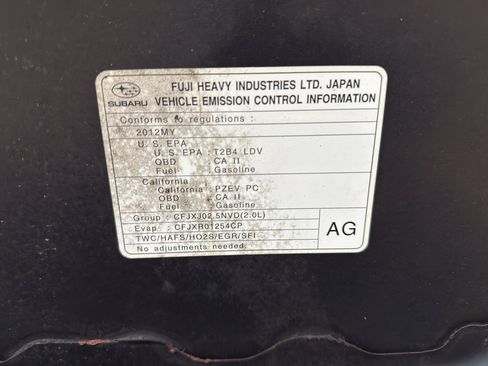 FUJI HEAVY INDUSTRIES LTD. JAPAN
SUBARU VEHICLE EMISSION CONTROL INFORMATION
Conforms to regulations :
2012MY
U. S. EPA
U. S. EPA : T2B4 LDV
OBD : CA II
Fuel : Gasoline
California
California : PZEV PC
OBD : CA II
Fuel : Gasoline
Group : CFJXJ02.5NVD(2.0L)
Evap : CFJXR01254CP
TWC/HAFS/HO2S/EGR/SFI
No adjustments needed.
AG